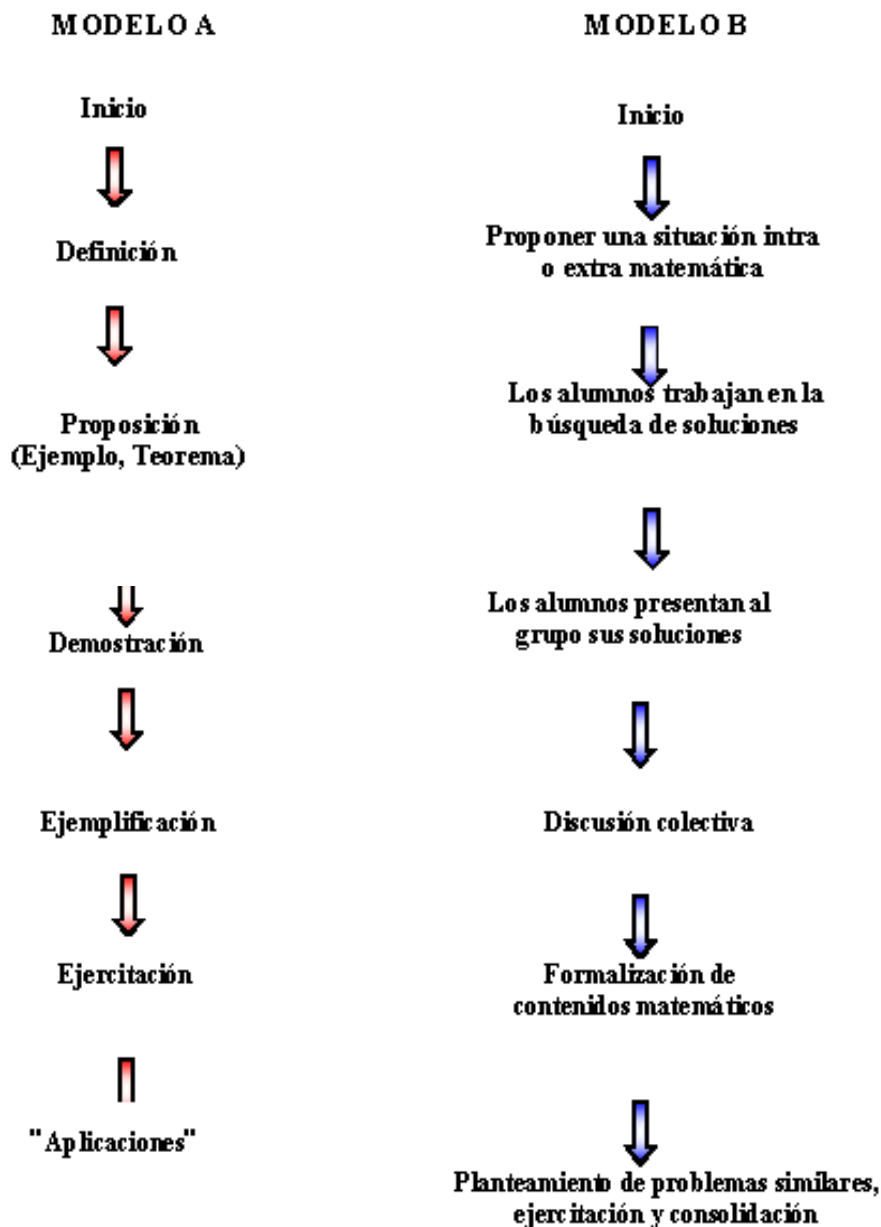 MODELO A
Inicio
Definición
Proposición
(Ejemplo, Teorema)
Demostración
Ejemplificación
Ejercitación
"Aplicaciones"
MODELO B
Inicio
Proponer una situación intra
o extra matemática
Los alumnos trabajan en la
búsqueda de soluciones
Los alumnos presentan al
grupo sus soluciones
Discusión colectiva
Formalización de
contenidos matemáticos
Planteamiento de problemas similares,
ejercitación y consolidación